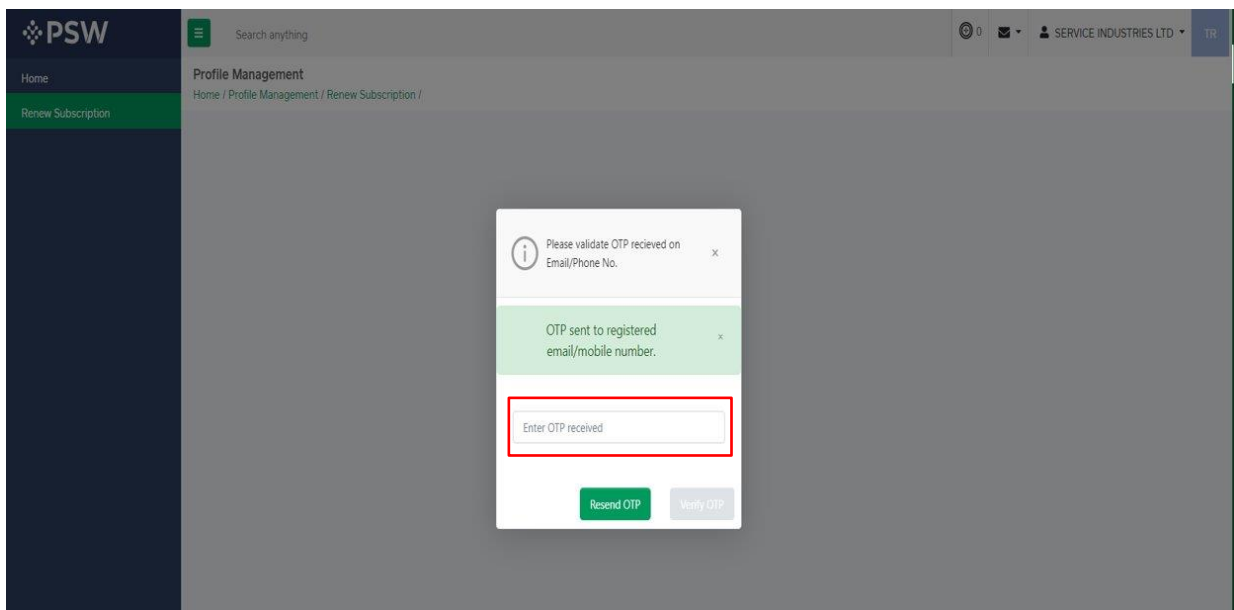 PSW
Search anything
0
SERVICE INDUSTRIES LTD
TR
Home
Renew Subscription
Profile Management
Home / Profile Management / Renew Subscription /
Please validate OTP recieved on
Email/Phone No.
x
OTP sent to registered
email/mobile number.
x
Enter OTP received
Resend OTP
Verify OTP